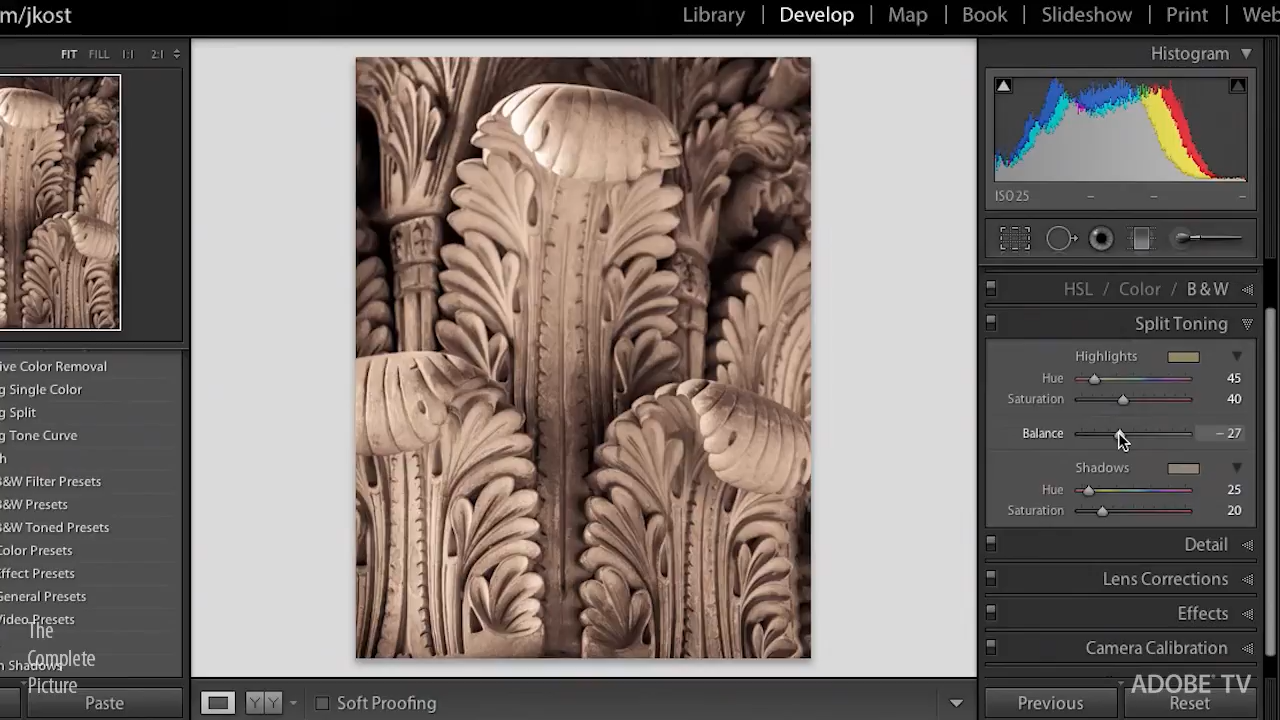 m/jkost
Library | Develop | Map | Book | Slideshow | Print | Web
FIT FILL 1:1 2:1
Histogram
ISO 25 – – –
HSL / Color / B & W
Split Toning
Highlights
Hue 45
Saturation 40
Balance – 27
Shadows
Hue 25
Saturation 20
Detail
Lens Corrections
Effects
Camera Calibration
ive Color Removal
g Single Color
g Split
g Tone Curve
h
&W Filter Presets
&W Presets
&W Toned Presets
Color Presets
ffect Presets
General Presets
ideo Presets
n Shadows
The
Complete
Picture
Paste
Y Y
Soft Proofing
Previous
Reset
ADOBE® TV